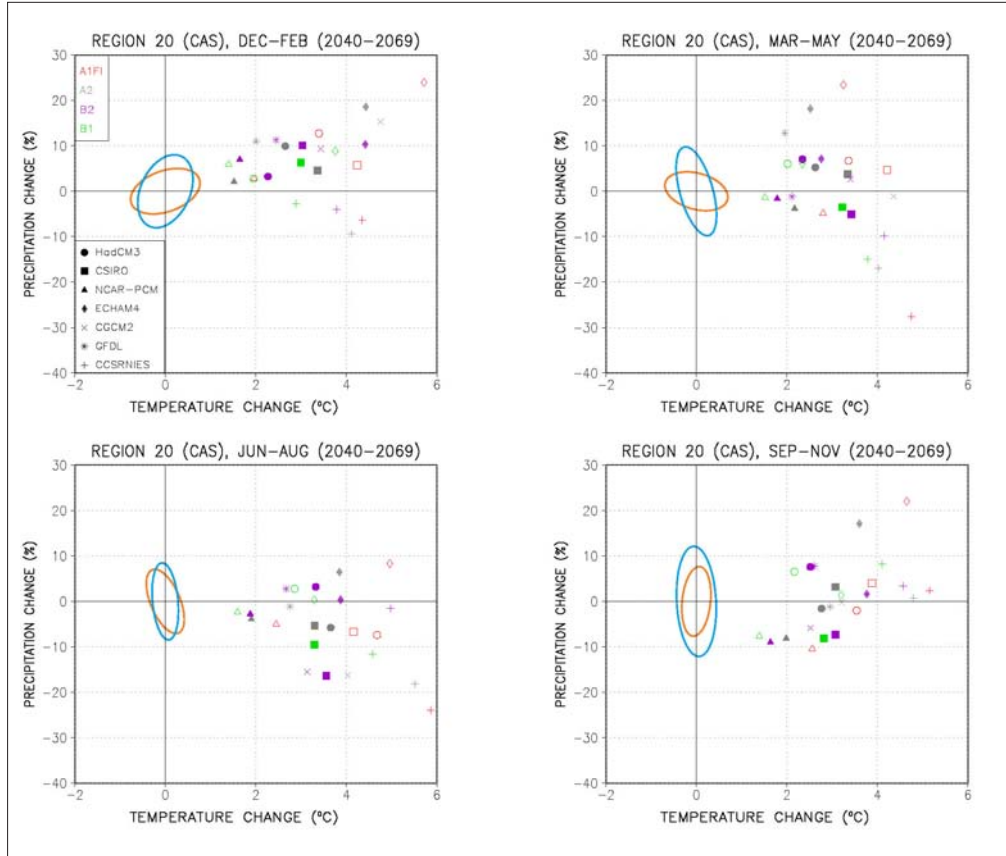 REGION 20 (CAS), DEC-FEB (2040-2069)
PRECIPITATION CHANGE (%)
30
20
10
0
-10
-20
-30
-40
A1FI
A2
B2
B1
HadCM3
CSIRO
NCAR-PCM
ECHAM4
CGCM2
GFDL
CCSRNIES
-2 0 2 4 6
TEMPERATURE CHANGE (ºC)
REGION 20 (CAS), MAR-MAY (2040-2069)
PRECIPITATION CHANGE (%)
30
20
10
0
-10
-20
-30
-40
-2 0 2 4 6
TEMPERATURE CHANGE (ºC)
REGION 20 (CAS), JUN-AUG (2040-2069)
PRECIPITATION CHANGE (%)
30
20
10
0
-10
-20
-30
-40
-2 0 2 4 6
TEMPERATURE CHANGE (ºC)
REGION 20 (CAS), SEP-NOV (2040-2069)
PRECIPITATION CHANGE (%)
30
20
10
0
-10
-20
-30
-40
-2 0 2 4 6
TEMPERATURE CHANGE (ºC)